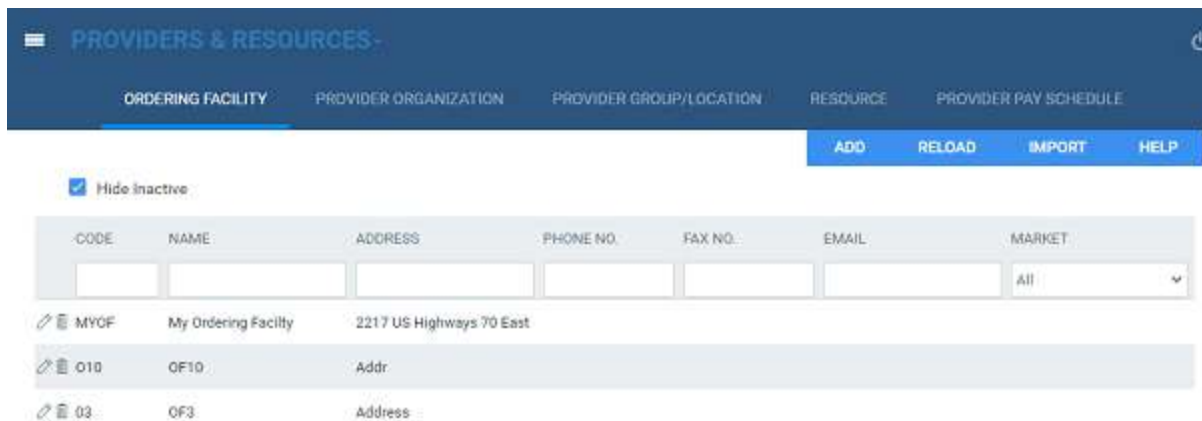 PROVIDERS & RESOURCES-
ORDERING FACILITY PROVIDER ORGANIZATION PROVIDER GROUP/LOCATION RESOURCE PROVIDER PAY SCHEDULE
ADD RELOAD IMPORT HELP
Hide Inactive
CODE NAME ADDRESS PHONE NO. FAX NO. EMAIL MARKET
All
MYOF My Ordering Facilty 2217 US Highways 70 East
O10 OF10 Addr
03 OF3 Address